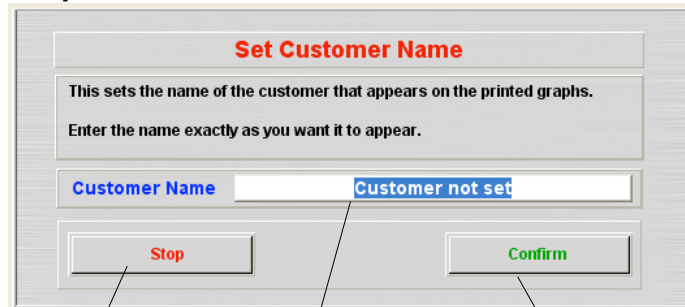 Set Customer Name
This sets the name of the customer that appears on the printed graphs.
Enter the name exactly as you want it to appear.
Customer Name Customer not set
Stop Confirm